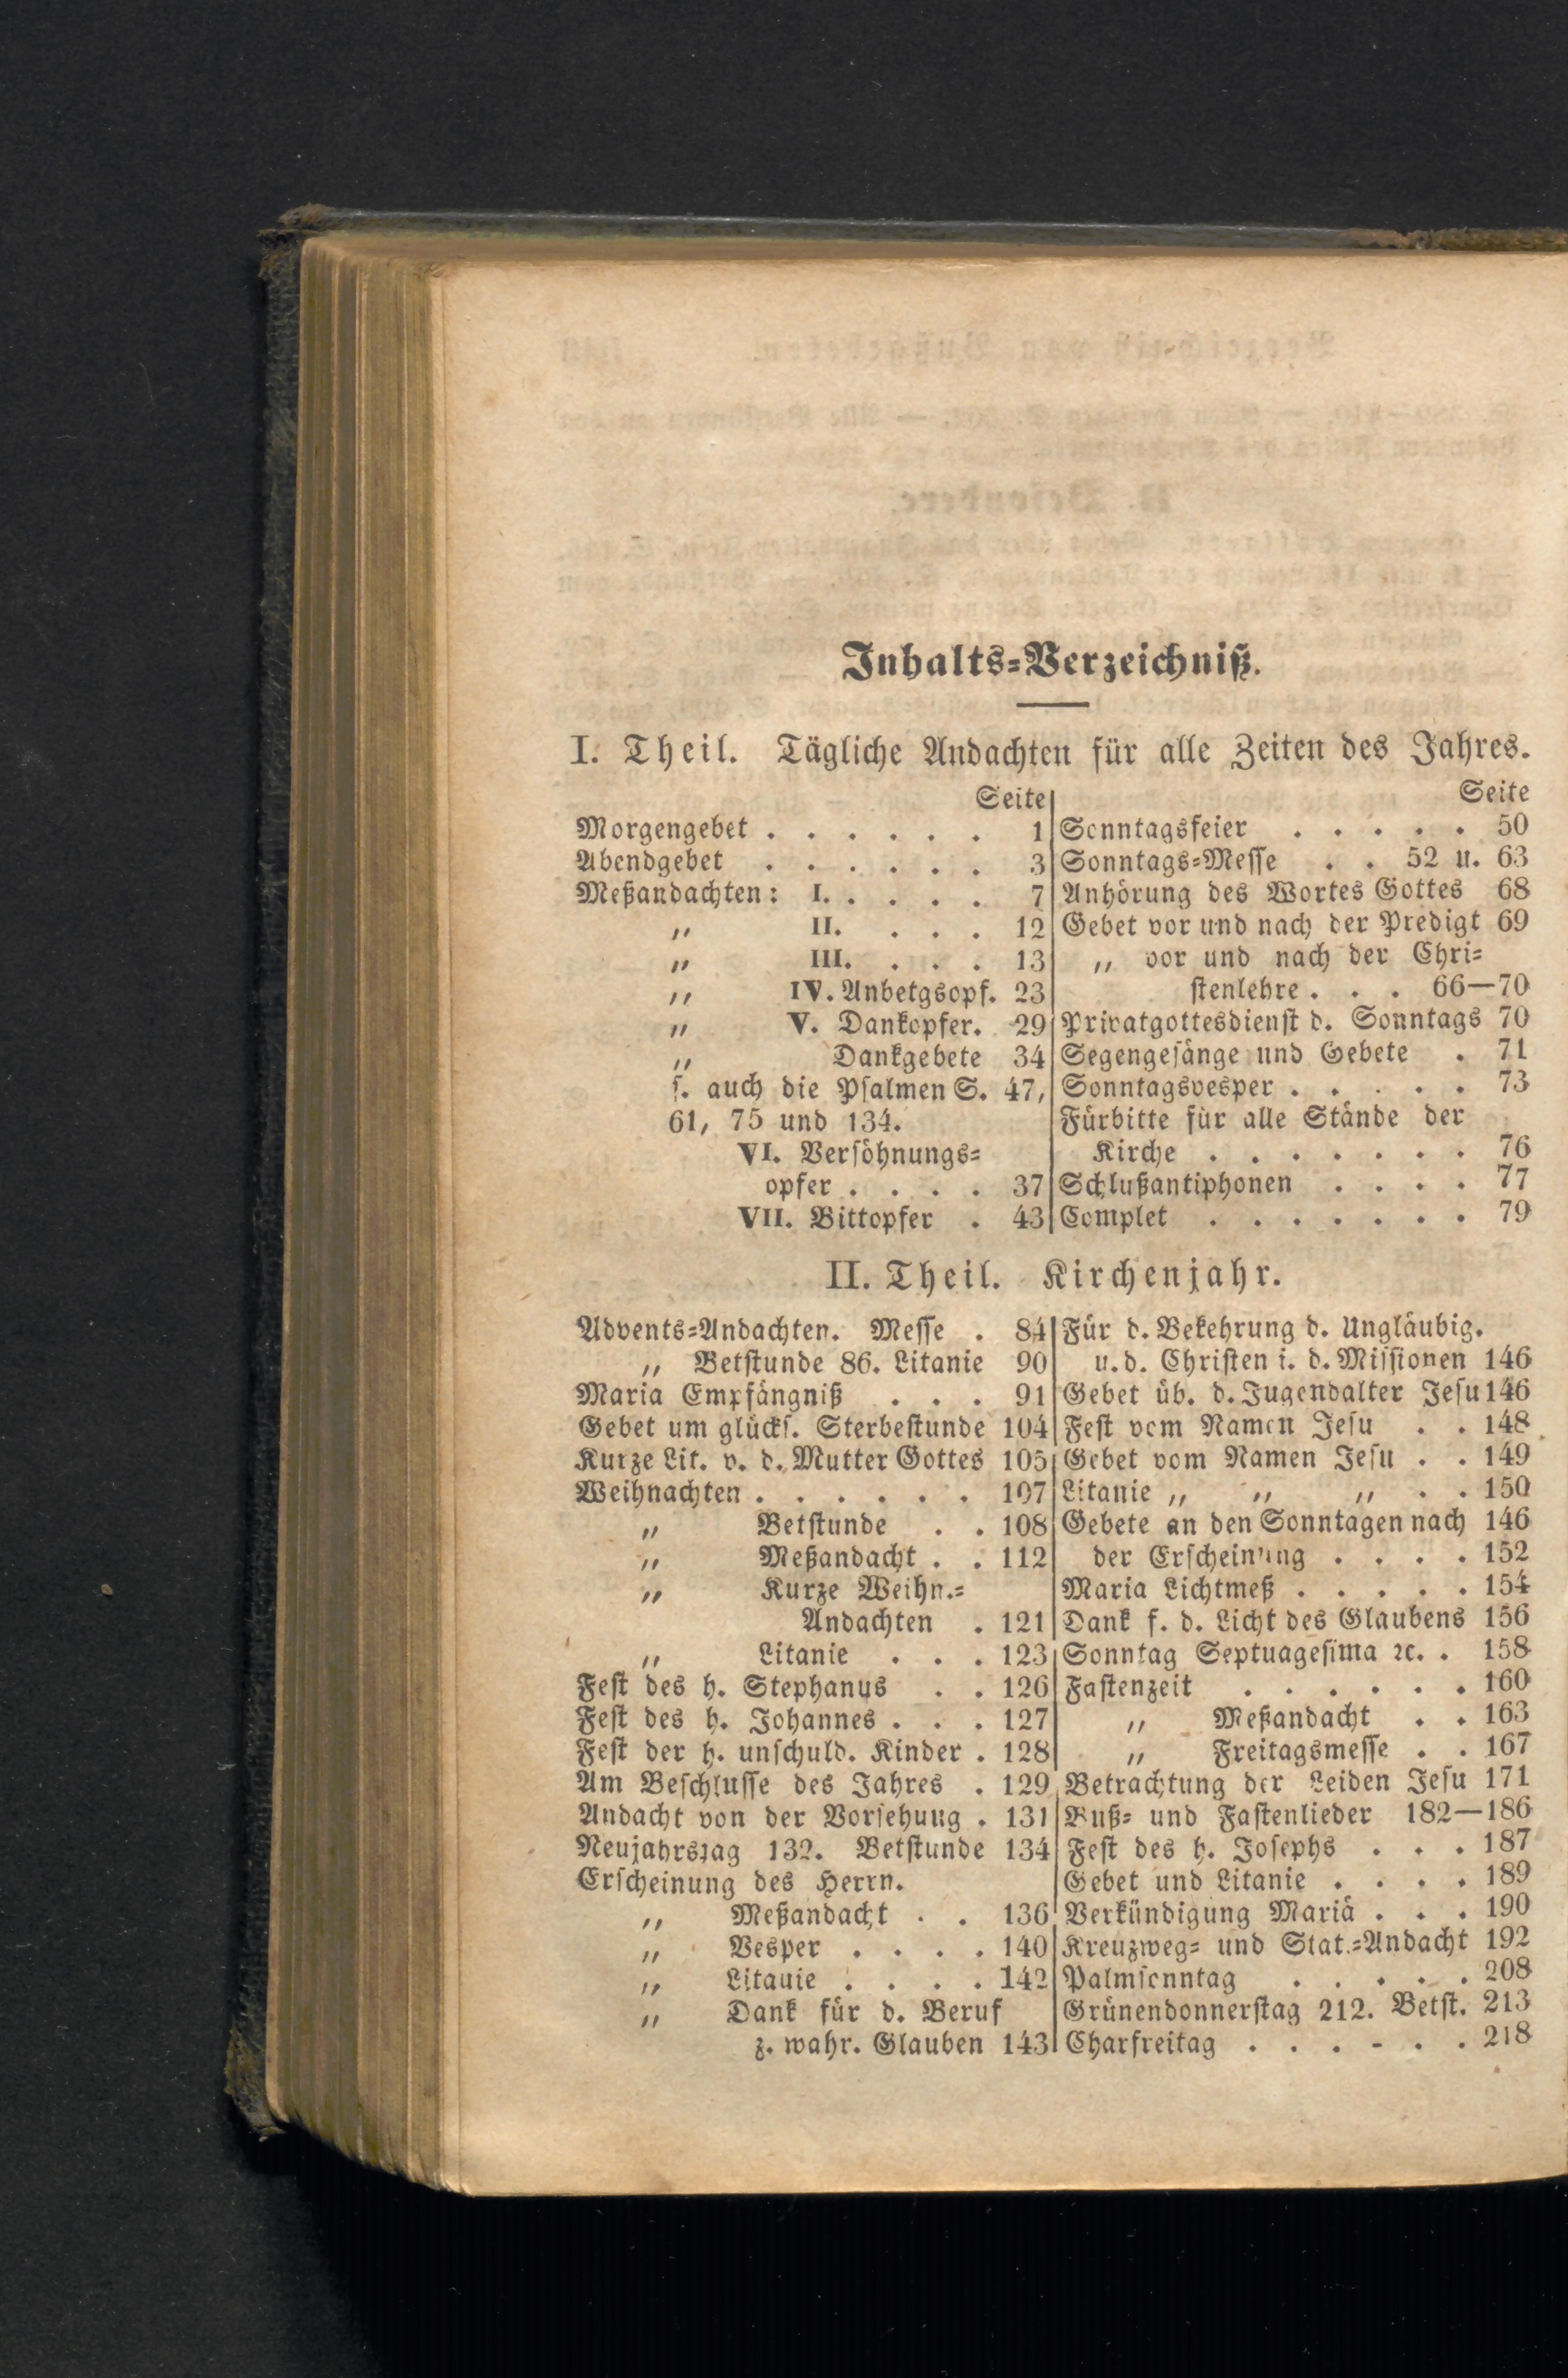 Inhalts-Verzeichniß.
I. Theil. Tägliche Andachten für alle Zeiten des Jahres.
Seite
Morgengebet . . . . . . 1
Abendgebet . . . . . . 3
Meßandachten: I. . . . . 7
„ II. . . . 12
„ III. . . . 13
„ IV. Anbetgsopf. 23
„ V. Dankopfer. 29
„ Dankgebete 34
s. auch die Psalmen S. 47,
61, 75 und 134.
VI. Versöhnungs-
opfer . . . . 37
VII. Bittopfer . 43
Seite
Sonntagsfeier . . . . . 50
Sonntags-Messe . . 52 u. 63
Anhörung des Wortes Gottes 68
Gebet vor und nach der Predigt 69
„ vor und nach der Chri-
stenlehre . . . 66—70
Privatgottesdienst d. Sonntags 70
Segengesänge und Gebete . 71
Sonntagsvesper . . . . . 73
Fürbitte für alle Stände der
Kirche . . . . . . . 76
Schlußantiphonen . . . . 77
Complet . . . . . . . 79
II. Theil. Kirchenjahr.
Advents-Andachten. Messe . 84
„ Betstunde 86. Litanie 90
Maria Empfängniß . . . 91
Gebet um glücks. Sterbestunde 104
Kurze Lit. v. d. Mutter Gottes 105
Weihnachten . . . . . . 107
„ Betstunde . . 108
„ Meßandacht . . 112
„ Kurze Weihn.-
Andachten . 121
„ Litanie . . . 123
Fest des h. Stephanus . . 126
Fest des h. Johannes . . . 127
Fest der h. unschuld. Kinder . 128
Am Beschlusse des Jahres . 129
Andacht von der Vorsehung . 131
Neujahrstag 132. Betstunde 134
Erscheinung des Herrn.
„ Meßandacht . . 136
„ Vesper . . . . 140
„ Litanie . . . . 142
„ Dank für d. Beruf
z. wahr. Glauben 143
Für d. Bekehrung d. Ungläubig.
u. d. Christen i. d. Missionen 146
Gebet üb. d. Jugendalter Jesu 146
Fest vom Namen Jesu . . 148
Gebet vom Namen Jesu . . 149
Litanie „ „ „ . . 150
Gebete an den Sonntagen nach 146
der Erscheinung . . . . 152
Maria Lichtmeß . . . . . 154
Dank f. d. Licht des Glaubens 156
Sonntag Septuagesima ꝛc. . 158
Fastenzeit . . . . . . 160
„ Meßandacht . . 163
„ Freitagsmesse . . 167
Betrachtung der Leiden Jesu 171
Buß- und Fastenlieder 182—186
Fest des h. Josephs . . . 187
Gebet und Litanie . . . . 189
Verkündigung Mariä . . . 190
Kreuzweg- und Stat.-Andacht 192
Palmsonntag . . . . . 208
Grünendonnerstag 212. Betst. 213
Charfreitag . . . . . . 218